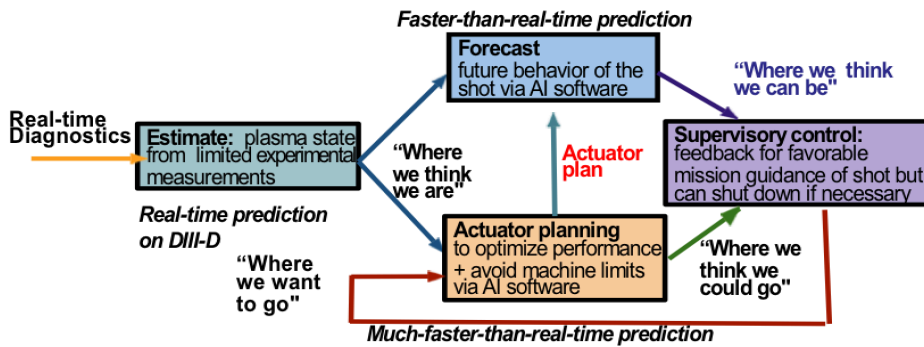 Faster-than-real-time prediction
Forecast
future behavior of the
shot via AI software
“Where we think
we can be"
Real-time
Diagnostics
Estimate: plasma state
from limited experimental
measurements
“Where
we think
we are"
Actuator
plan
Supervisory control:
feedback for favorable
mission guidance of shot but
can shut down if necessary
Real-time prediction
on DIII-D
Actuator planning
to optimize performance
+ avoid machine limits
via AI software
“Where we
think we
could go"
“Where
we want
to go"
Much-faster-than-real-time prediction